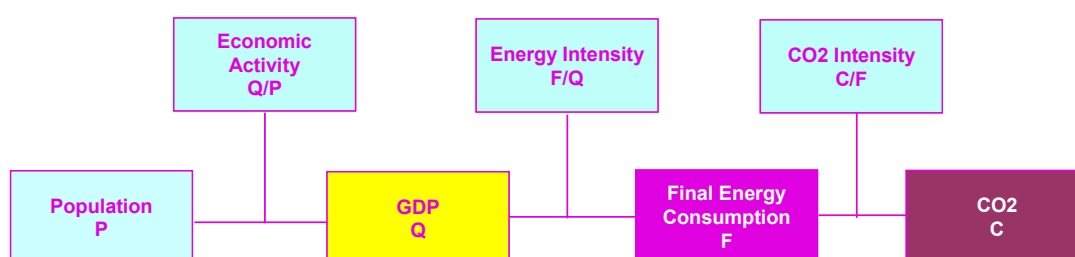 Economic
Activity
Q/P
Energy Intensity
F/Q
CO2 Intensity
C/F
Population
P
GDP
Q
Final Energy
Consumption
F
CO2
C